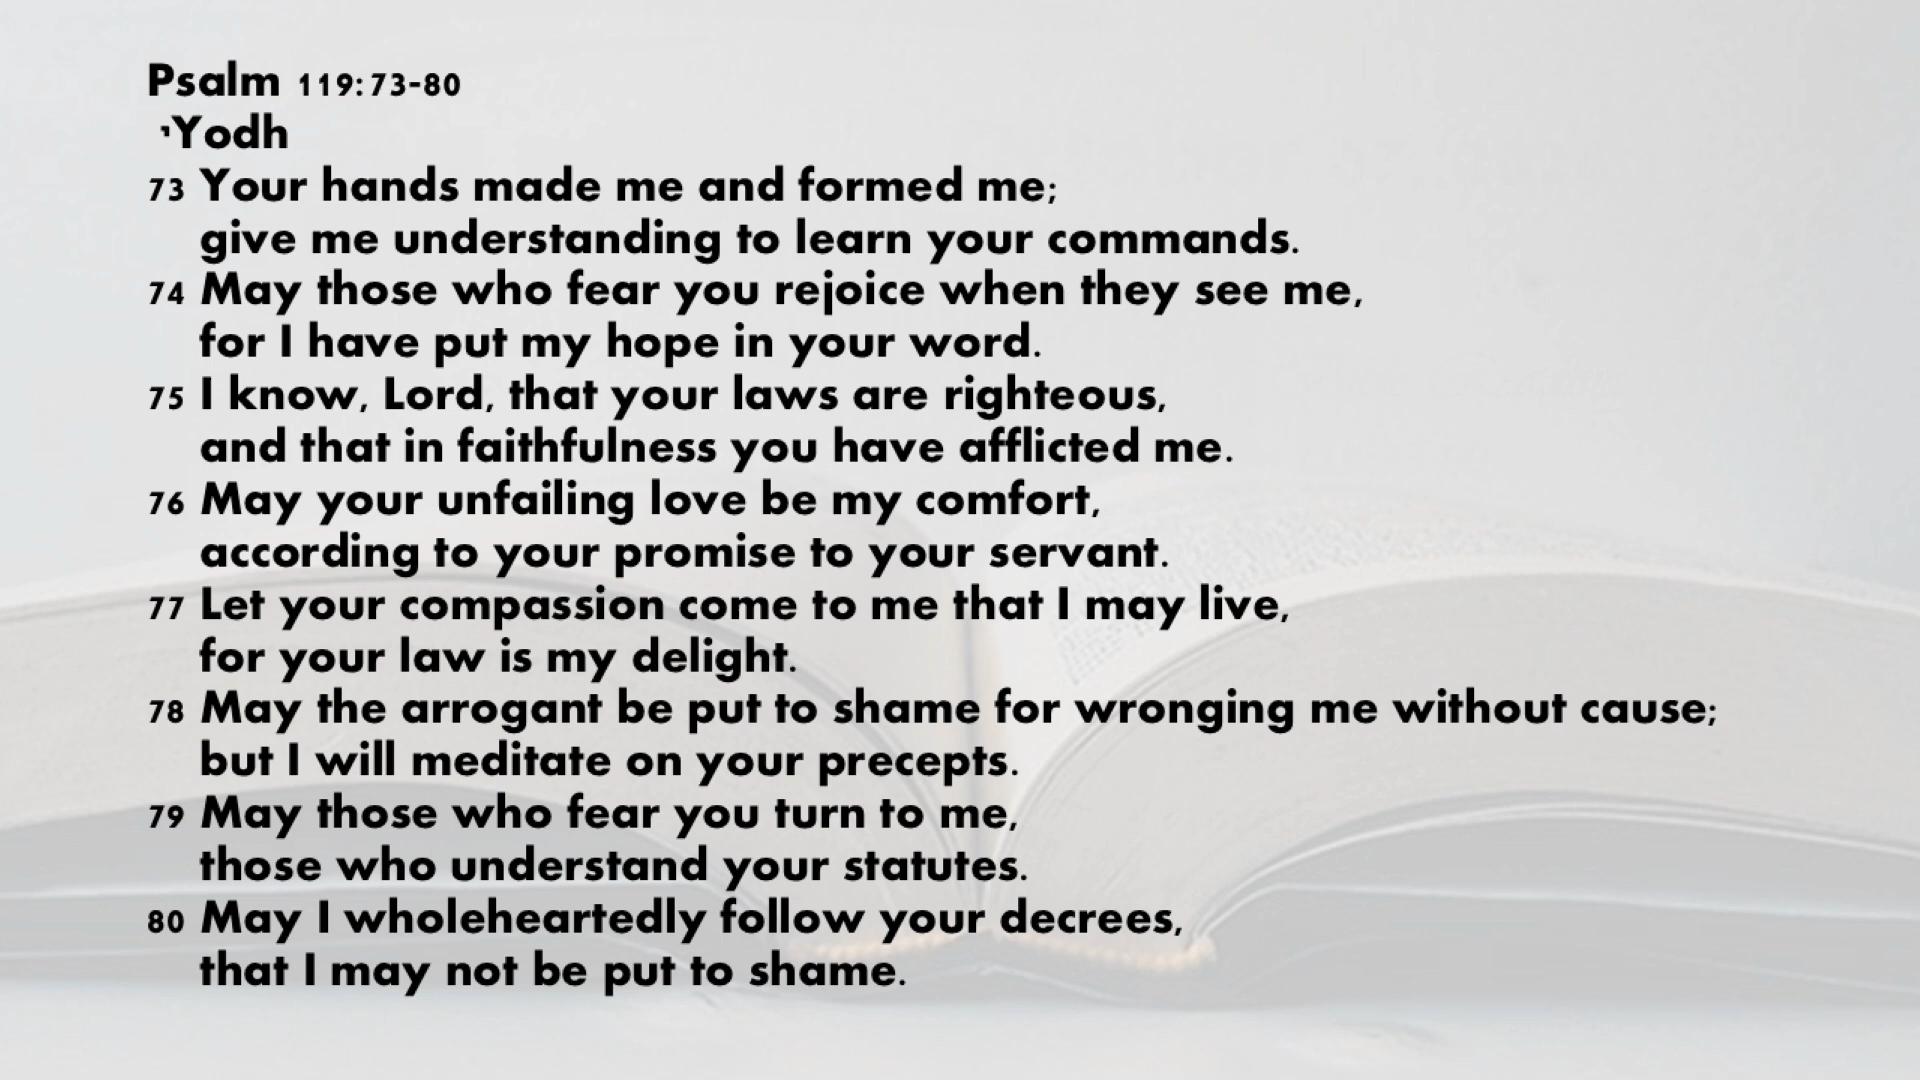 Psalm 119:73-80
יYodh
73 Your hands made me and formed me;
give me understanding to learn your commands.
74 May those who fear you rejoice when they see me,
for I have put my hope in your word.
75 I know, Lord, that your laws are righteous,
and that in faithfulness you have afflicted me.
76 May your unfailing love be my comfort,
according to your promise to your servant.
77 Let your compassion come to me that I may live,
for your law is my delight.
78 May the arrogant be put to shame for wronging me without cause;
but I will meditate on your precepts.
79 May those who fear you turn to me,
those who understand your statutes.
80 May I wholeheartedly follow your decrees,
that I may not be put to shame.